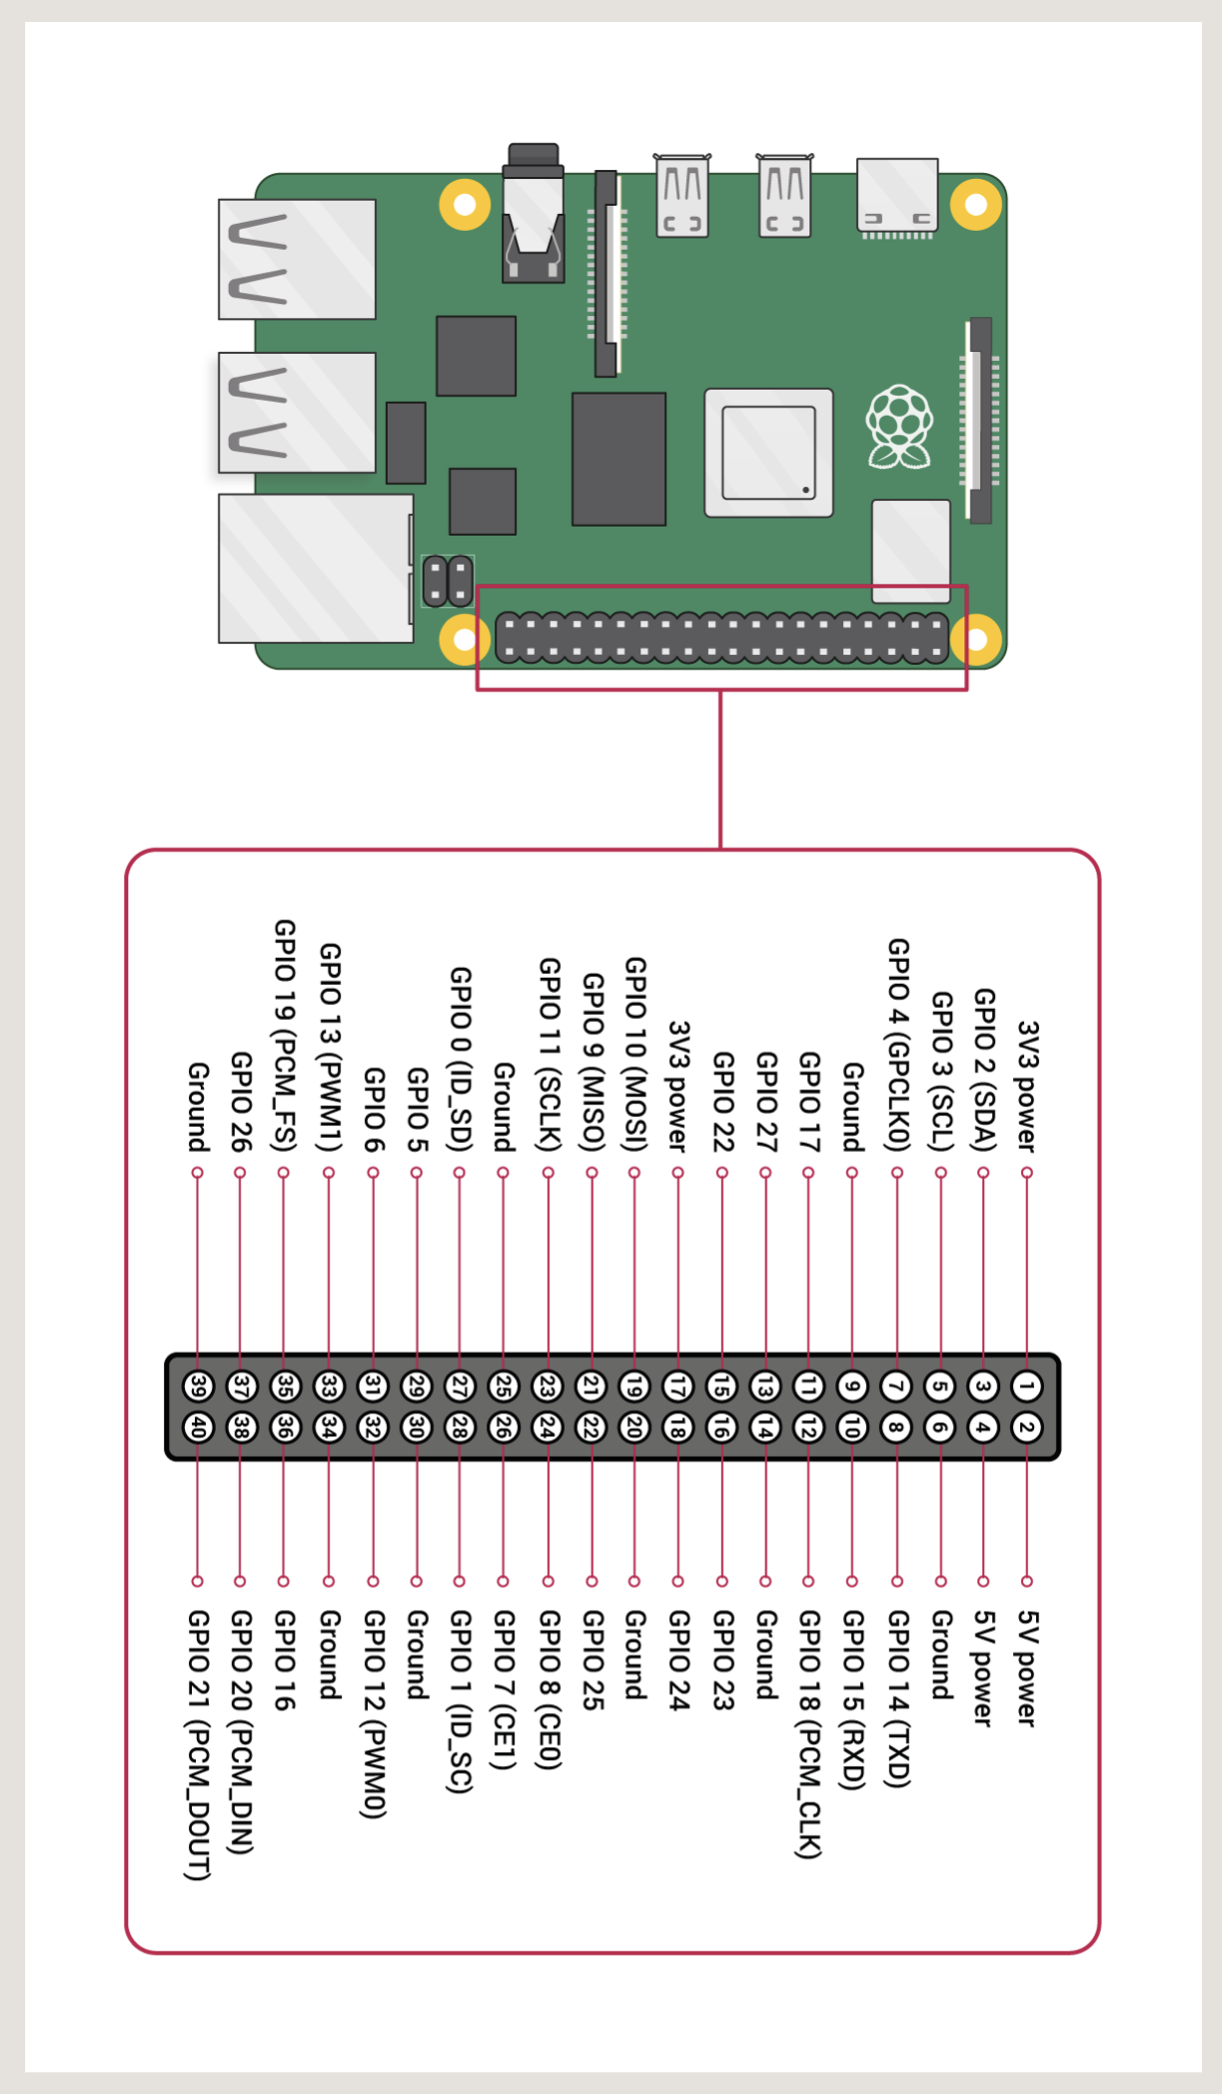 3V3 power 1 2 5V power
GPIO 2 (SDA) 3 4 5V power
GPIO 3 (SCL) 5 6 Ground
GPIO 4 (GPCLK0) 7 8 GPIO 14 (TXD)
Ground 9 10 GPIO 15 (RXD)
GPIO 17 11 12 GPIO 18 (PCM_CLK)
GPIO 27 13 14 Ground
GPIO 22 15 16 GPIO 23
3V3 power 17 18 GPIO 24
GPIO 10 (MOSI) 19 20 Ground
GPIO 9 (MISO) 21 22 GPIO 25
GPIO 11 (SCLK) 23 24 GPIO 8 (CE0)
Ground 25 26 GPIO 7 (CE1)
GPIO 0 (ID_SD) 27 28 GPIO 1 (ID_SC)
GPIO 5 29 30 Ground
GPIO 6 31 32 GPIO 12 (PWM0)
GPIO 13 (PWM1) 33 34 Ground
GPIO 19 (PCM_FS) 35 36 GPIO 16
GPIO 26 37 38 GPIO 20 (PCM_DIN)
Ground 39 40 GPIO 21 (PCM_DOUT)